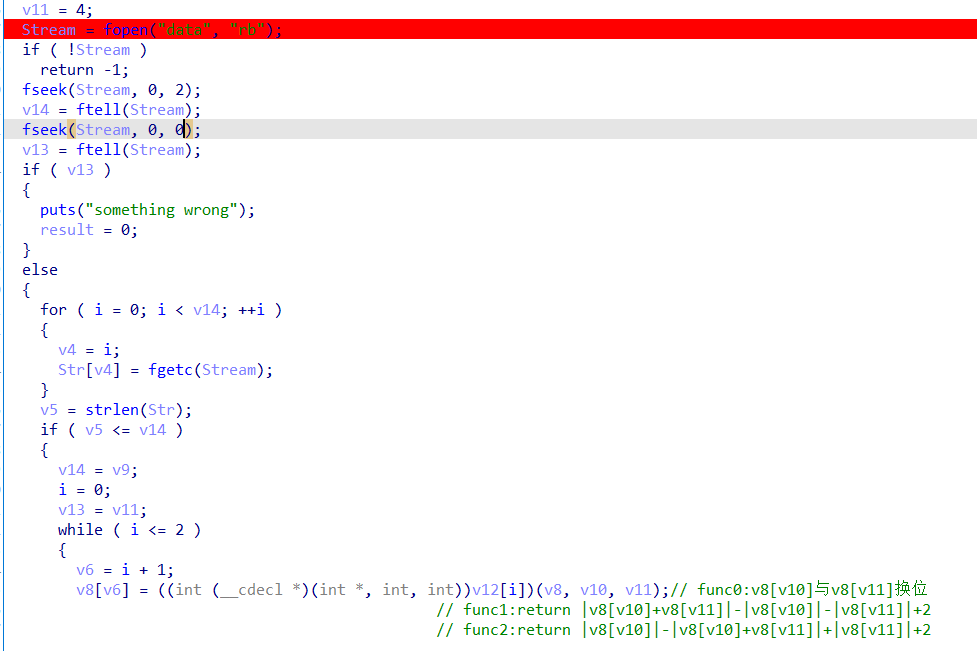 v11 = 4;
Stream = fopen("data", "rb");
if ( !Stream )
return -1;
fseek(Stream, 0, 2);
v14 = ftell(Stream);
fseek(Stream, 0, 0);
v13 = ftell(Stream);
if ( v13 )
{
puts("something wrong");
result = 0;
}
else
{
for ( i = 0; i < v14; ++i )
{
v4 = i;
Str[v4] = fgetc(Stream);
}
v5 = strlen(Str);
if ( v5 <= v14 )
{
v14 = v9;
i = 0;
v13 = v11;
while ( i <= 2 )
{
v6 = i + 1;
v8[v6] = ((int (__cdecl *)(int *, int, int))v12[i])(v8, v10, v11);// func0:v8[v10]与v8[v11]换位
// func1:return |v8[v10]+v8[v11]|-|v8[v10]|-|v8[v11]|+2
// func2:return |v8[v10]|-|v8[v10]+v8[v11]|+|v8[v11]|+2